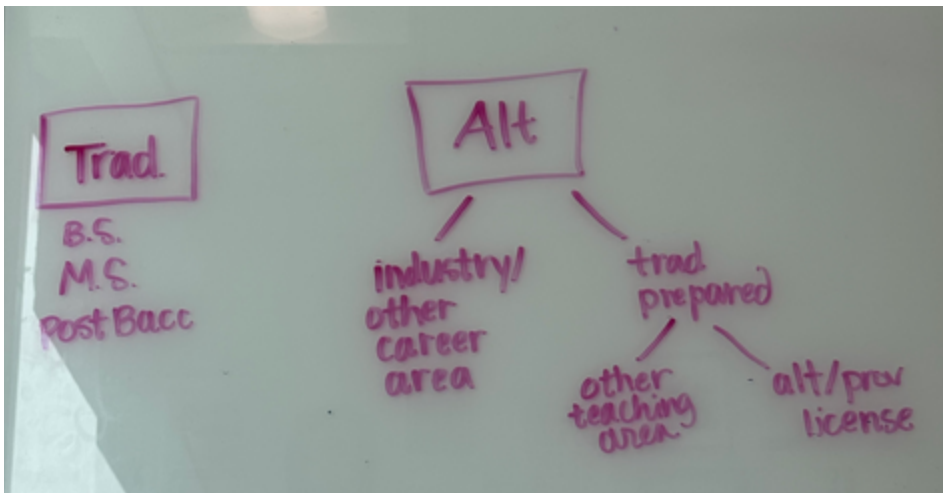 Trad.
B.S.
M.S.
Post Bacc
Alt
industry/
other
career
area
trad
prepared
other
teaching
area
alt/prov
license